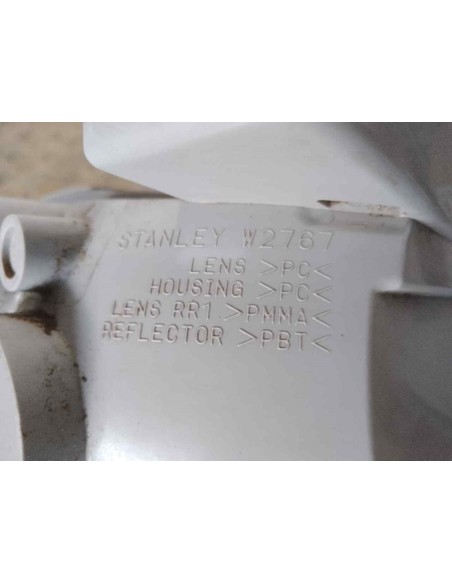 STANLEY W2767
LENS >PC<
HOUSING >PC<
LENS RR1 >PMMA<
REFLECTOR >PBT<